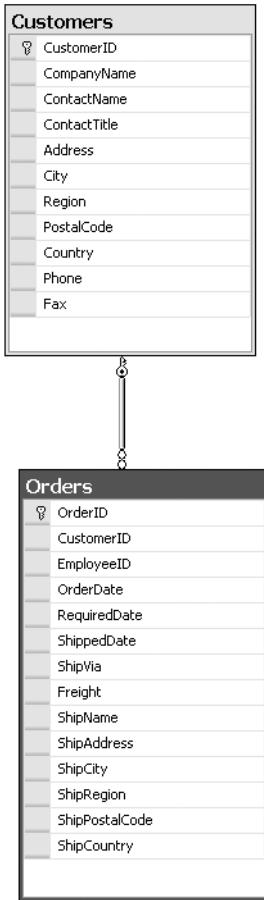 Customers
CustomerID
CompanyName
ContactName
ContactTitle
Address
City
Region
PostalCode
Country
Phone
Fax
Orders
OrderID
CustomerID
EmployeeID
OrderDate
RequiredDate
ShippedDate
ShipVia
Freight
ShipName
ShipAddress
ShipCity
ShipRegion
ShipPostalCode
ShipCountry